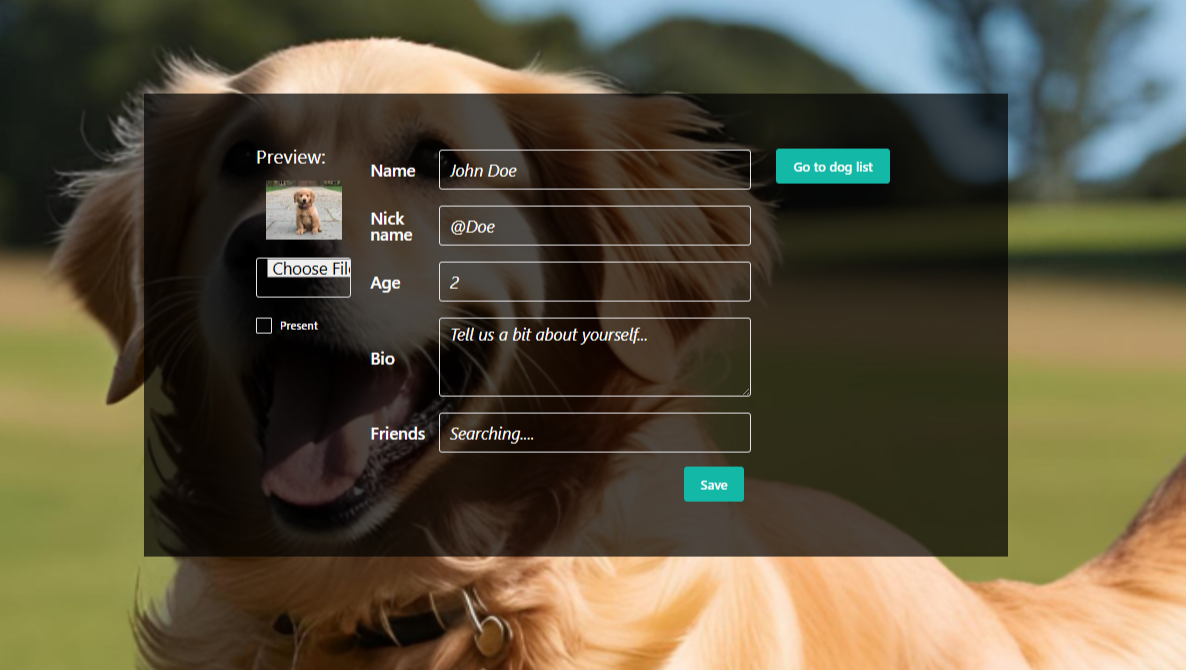 Preview:
Choose Fil
Present
Name
John Doe
Nick
name
@Doe
Age
2
Bio
Tell us a bit about yourself...
Friends
Searching....
Save
Go to dog list